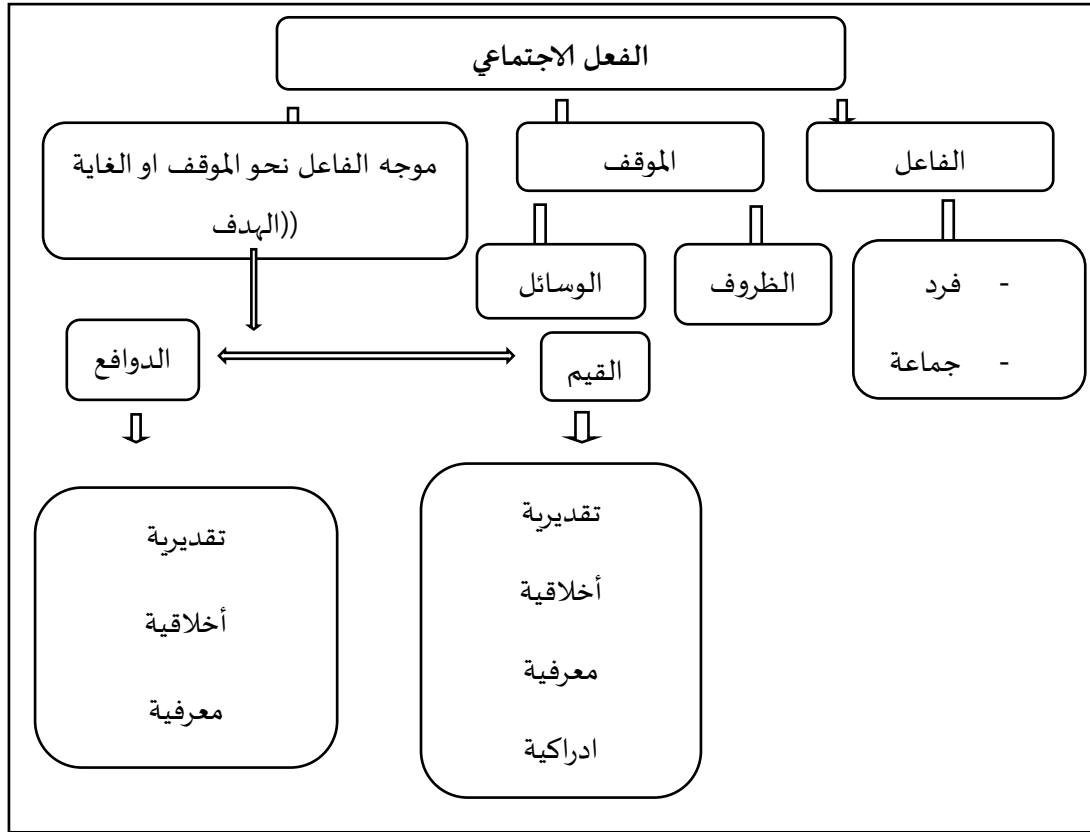 الفعل الاجتماعي
الفاعل
الموقف
موجه الفاعل نحو الموقف او الغاية
((الهدف
- فرد
- جماعة
الظروف
الوسائل
القيم
الدوافع
تقديرية
أخلاقية
معرفية
ادراكية
تقديرية
أخلاقية
معرفية